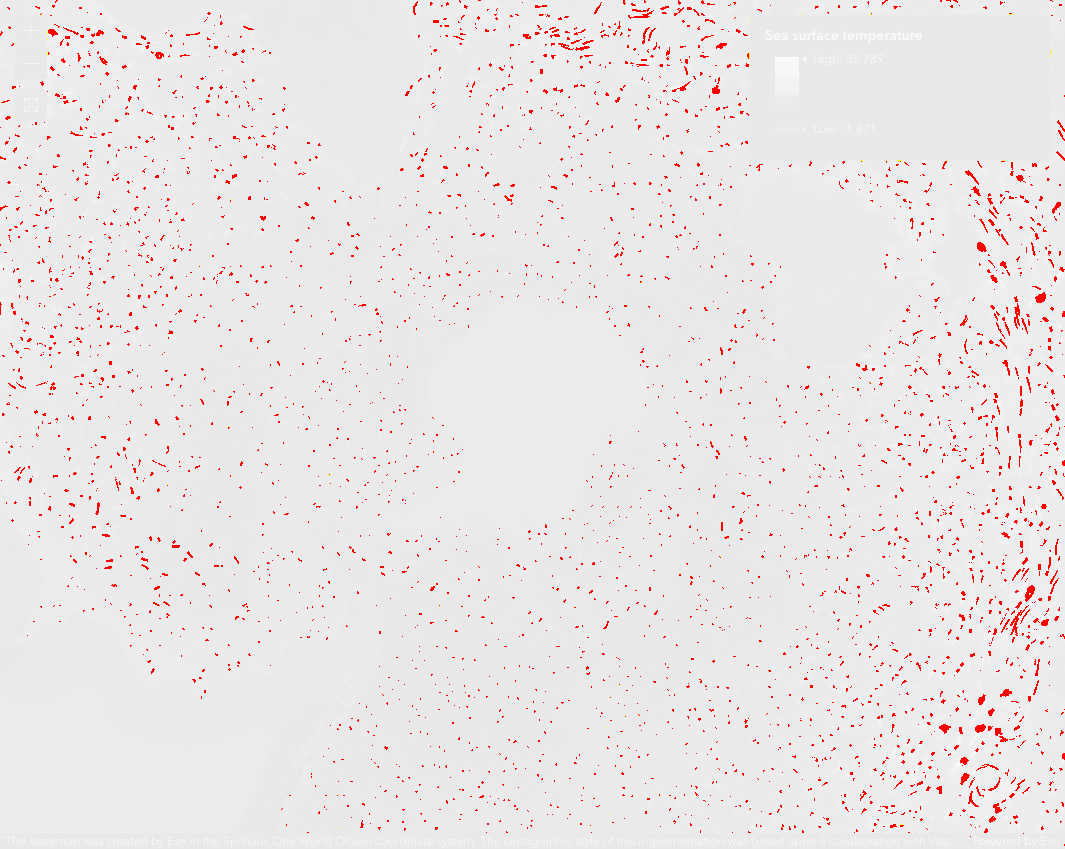 Sea surface temperature
High: 35.789
Low: -1.871
This basemap was created by Esri in the Spilhaus One World Ocean coordinate system. The cartographic style of this implementation was based upon a collaboration with Vizz. Powered by Esri